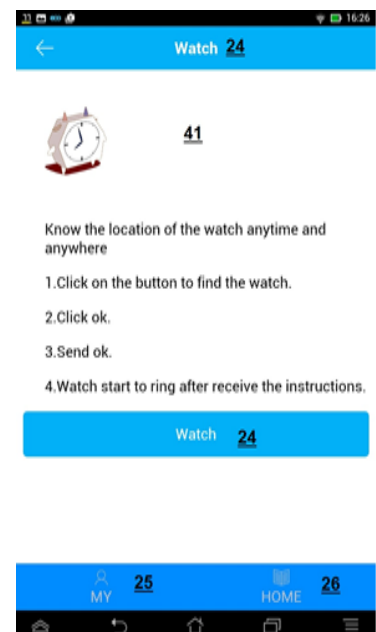 11 16:26
Watch 24
41
Know the location of the watch anytime and
anywhere
1.Click on the button to find the watch.
2.Click ok.
3.Send ok.
4.Watch start to ring after receive the instructions.
Watch 24
MY 25 HOME 26